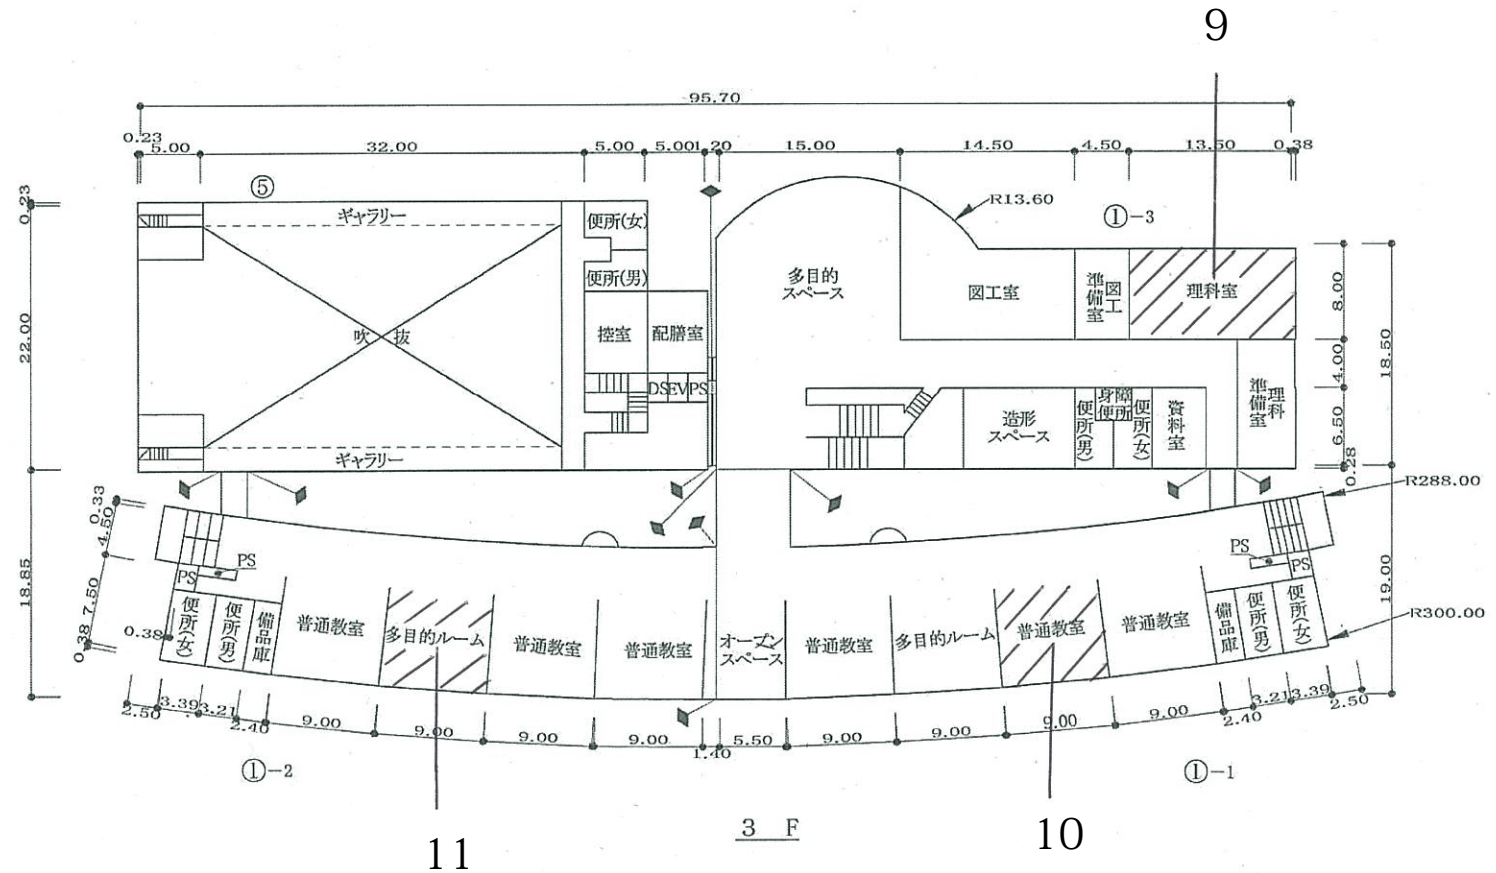 9
95.70
0.23
5.00
32.00
5.00
5.00
1.20
15.00
14.50
4.50
13.50
0.38
⑤
ギャラリー
便所(女)
便所(男)
控室
配膳室
DS
EV
PS
吹
抜
ギャラリー
多目的
スペース
R13.60
①-3
図工室
図工
準備室
理科室
理科
準備室
造形
スペース
便所(男)
身障
便所
便所(女)
資料室
0.23
22.00
18.85
8.00
4.00
6.50
0.28
18.50
19.00
R288.00
R300.00
0.33
4.50
7.50
0.38
0.38
PS
PS
便所(女)
便所(男)
備品庫
普通教室
多目的ルーム
普通教室
普通教室
オープン
スペース
普通教室
多目的ルーム
普通教室
普通教室
備品庫
便所(男)
便所(女)
PS
PS
2.50
3.39
3.21
2.40
9.00
9.00
9.00
9.00
1.40
5.50
9.00
9.00
9.00
9.00
2.40
3.21
3.39
2.50
①-2
①-1
11
10
3 F